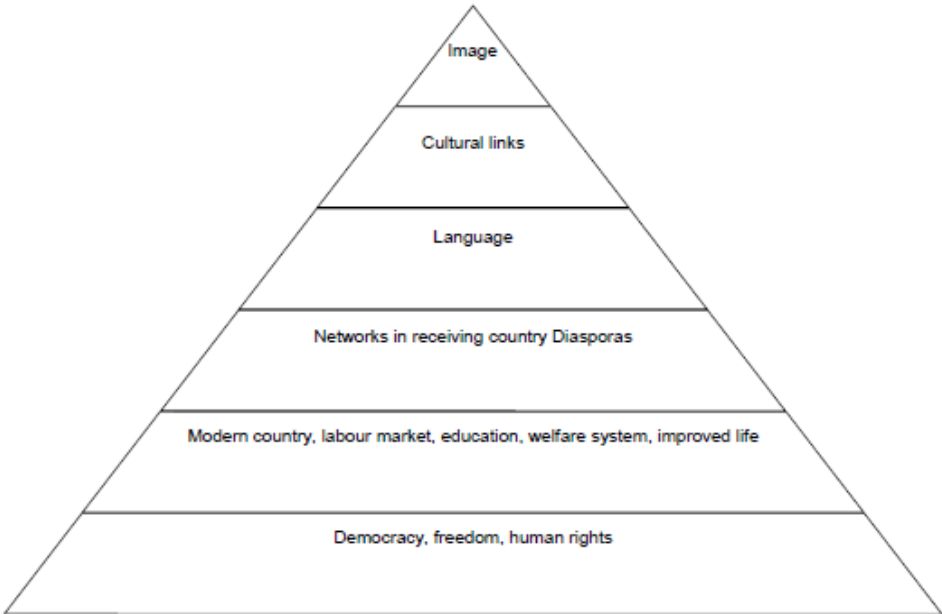 Image
Cultural links
Language
Networks in receiving country Diasporas
Modern country, labour market, education, welfare system, improved life
Democracy, freedom, human rights